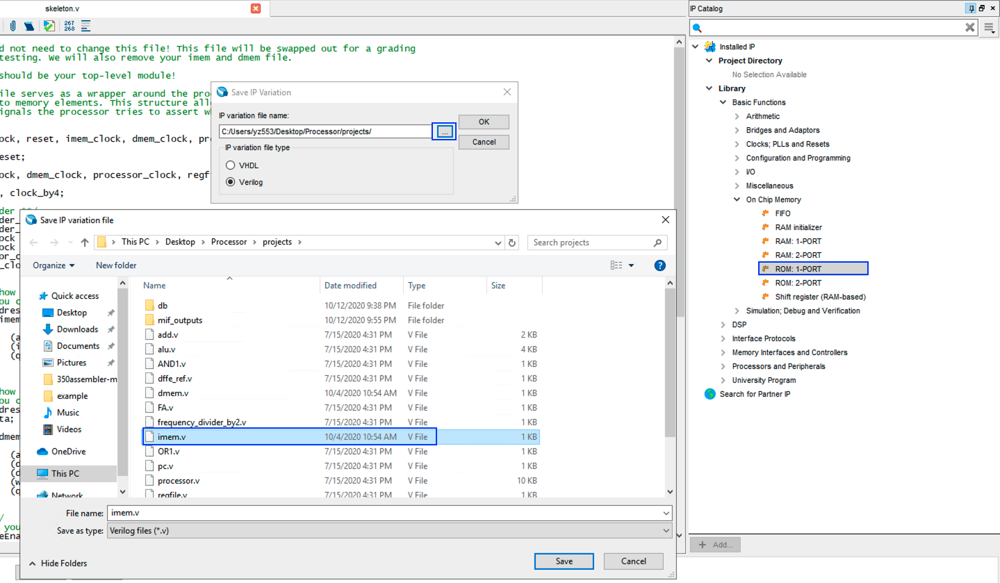 skeleton.v
267
268
d not need to change this file! This file will be swapped out for a grading
testing. We will also remove your imem and dmem file.
should be your top-level module!
ile serves as a wrapper around the pro
to memory elements. This structure all
ignals the processor tries to assert w
ock, reset, imem_clock, dmem_clock, pr
eset;
ock, dmem_clock, processor_clock, regf
, clock_by4;
der **/
der_
der_
ock
ock
or_c
_clo
how
ou c
dres
imem
(a
(i
(q
how
ou c
dres
ta;
dmem
(a
(d
(d
(w
(q
/
you
eEna
Save IP Variation
IP variation file name:
C:/Users/yz553/Desktop/Processor/projects/
...
OK
Cancel
IP variation file type
VHDL
Verilog
Save IP variation file
This PC
Desktop
Processor
projects
Search projects
Organize
New folder
Quick access
Desktop
Downloads
Documents
Pictures
350assembler-m
example
Music
Videos
OneDrive
This PC
Network
Name Date modified Type Size
db 10/12/2020 9:38 PM File folder
mif_outputs 10/12/2020 9:55 PM File folder
add.v 7/15/2020 4:31 PM V File 2 KB
alu.v 7/15/2020 4:31 PM V File 4 KB
AND1.v 7/15/2020 4:31 PM V File 1 KB
dffe_ref.v 7/15/2020 4:31 PM V File 1 KB
dmem.v 10/4/2020 10:54 AM V File 1 KB
FA.v 7/15/2020 4:31 PM V File 1 KB
frequency_divider_by2.v 7/15/2020 4:31 PM V File 1 KB
imem.v 10/4/2020 10:54 AM V File 1 KB
OR1.v 7/15/2020 4:31 PM V File 1 KB
pc.v 7/15/2020 4:31 PM V File 1 KB
processor.v 7/15/2020 4:31 PM V File 10 KB
regfile.v 7/15/2020 4:31 PM V File 1 KB
File name: imem.v
Save as type: Verilog files (*.v)
Hide Folders
Save
Cancel
IP Catalog
Installed IP
Project Directory
No Selection Available
Library
Basic Functions
Arithmetic
Bridges and Adaptors
Clocks; PLLs and Resets
Configuration and Programming
I/O
Miscellaneous
On Chip Memory
FIFO
RAM initializer
RAM: 1-PORT
RAM: 2-PORT
ROM: 1-PORT
ROM: 2-PORT
Shift register (RAM-based)
Simulation; Debug and Verification
DSP
Interface Protocols
Memory Interfaces and Controllers
Processors and Peripherals
University Program
Search for Partner IP
+ Add...